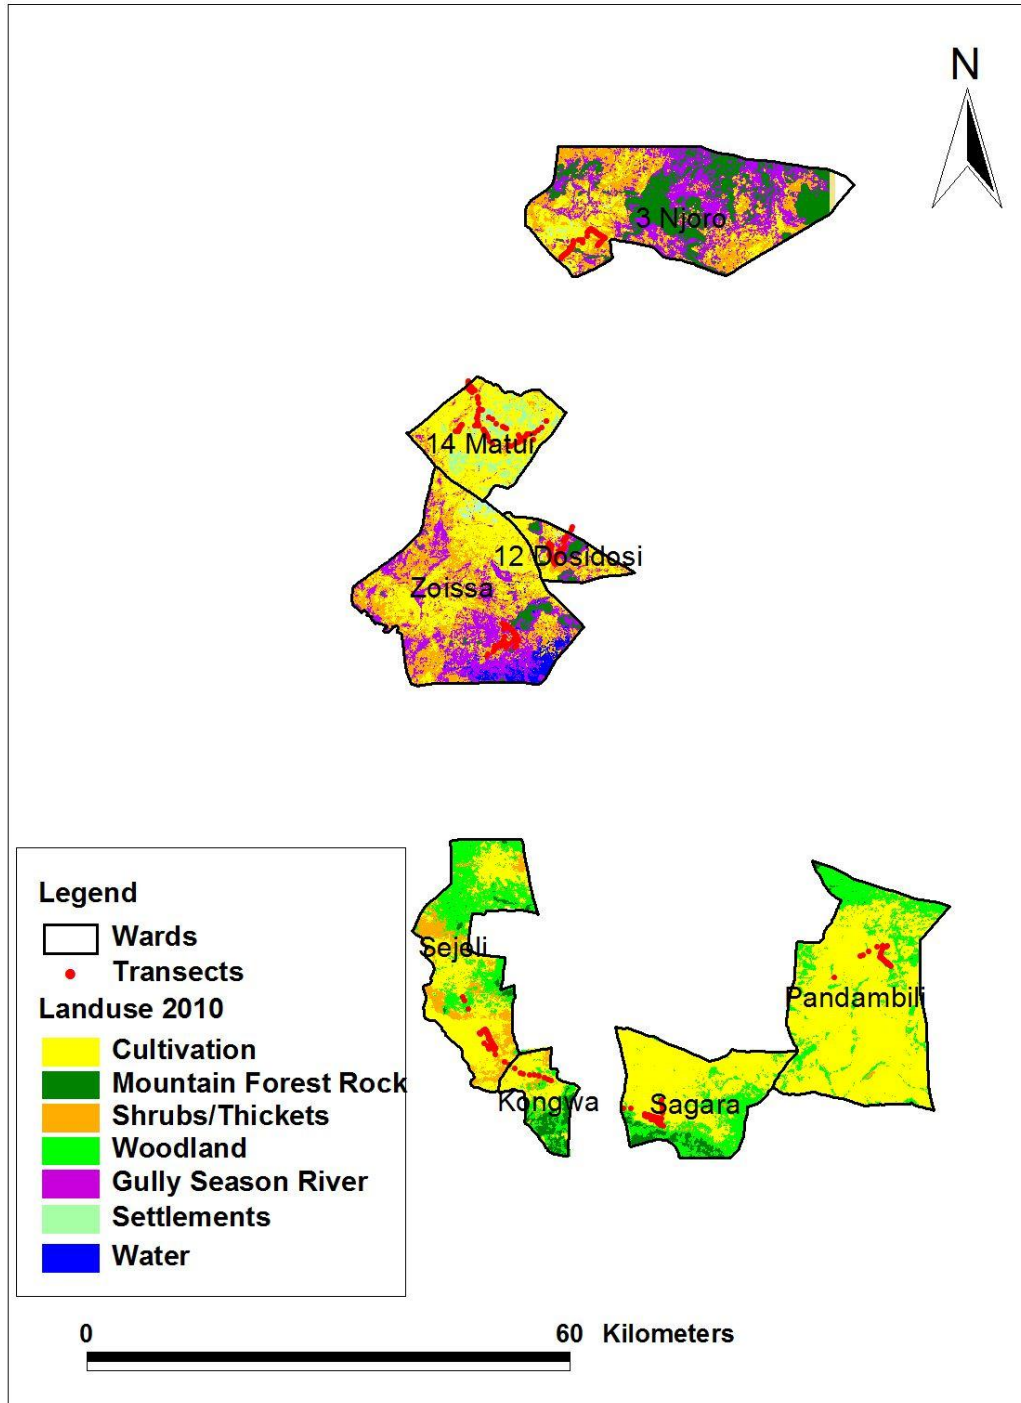 N
3 Njoro
14 Matui
12 Dosidosi
Zoissa
Legend
Wards
Transects
Landuse 2010
Cultivation
Mountain Forest Rock
Shrubs/Thickets
Woodland
Gully Season River
Settlements
Water
Sejeli
Pandambili
Kongwa
Sagara
0 60 Kilometers